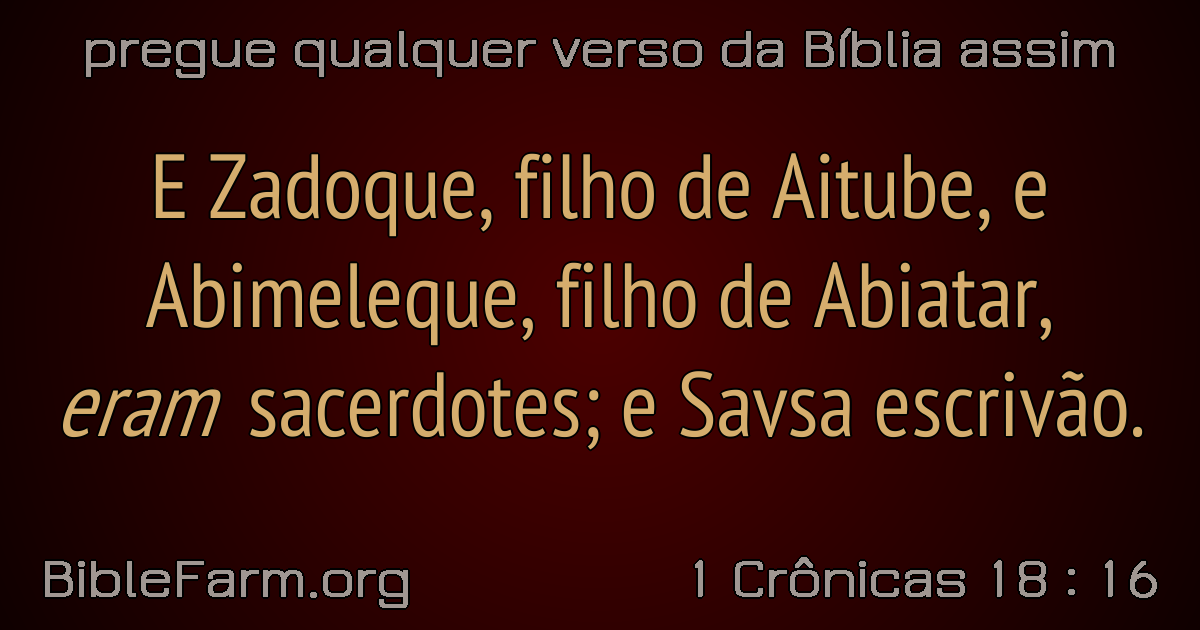 pregue qualquer verso da Bíblia assim
E Zadoque, filho de Aitube, e
Abimeleque, filho de Abiatar,
eram sacerdotes; e Savsa escrivão.
BibleFarm.org
1 Crônicas 18 : 16